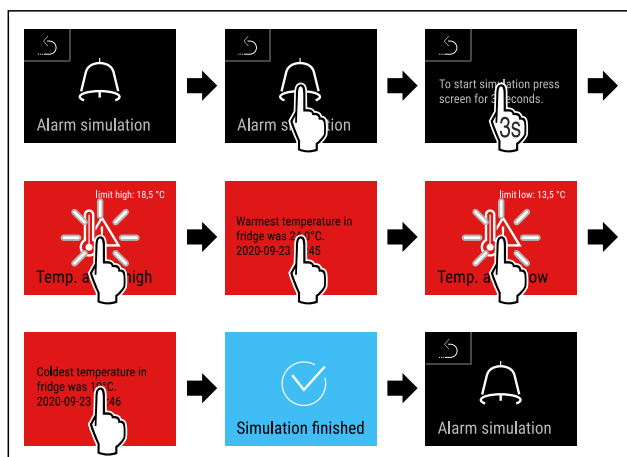 Alarm simulation
Alarm
To start simulation press
screen for 3 seconds.
3s
limit high: 18,5 °C
Temp. high
Warmest temperature in
fridge was
2020-09-23 45
limit low: 13,5 °C
Temp.
Coldest temperature in
fridge was
2020-09-23 46
Simulation finished
Alarm simulation